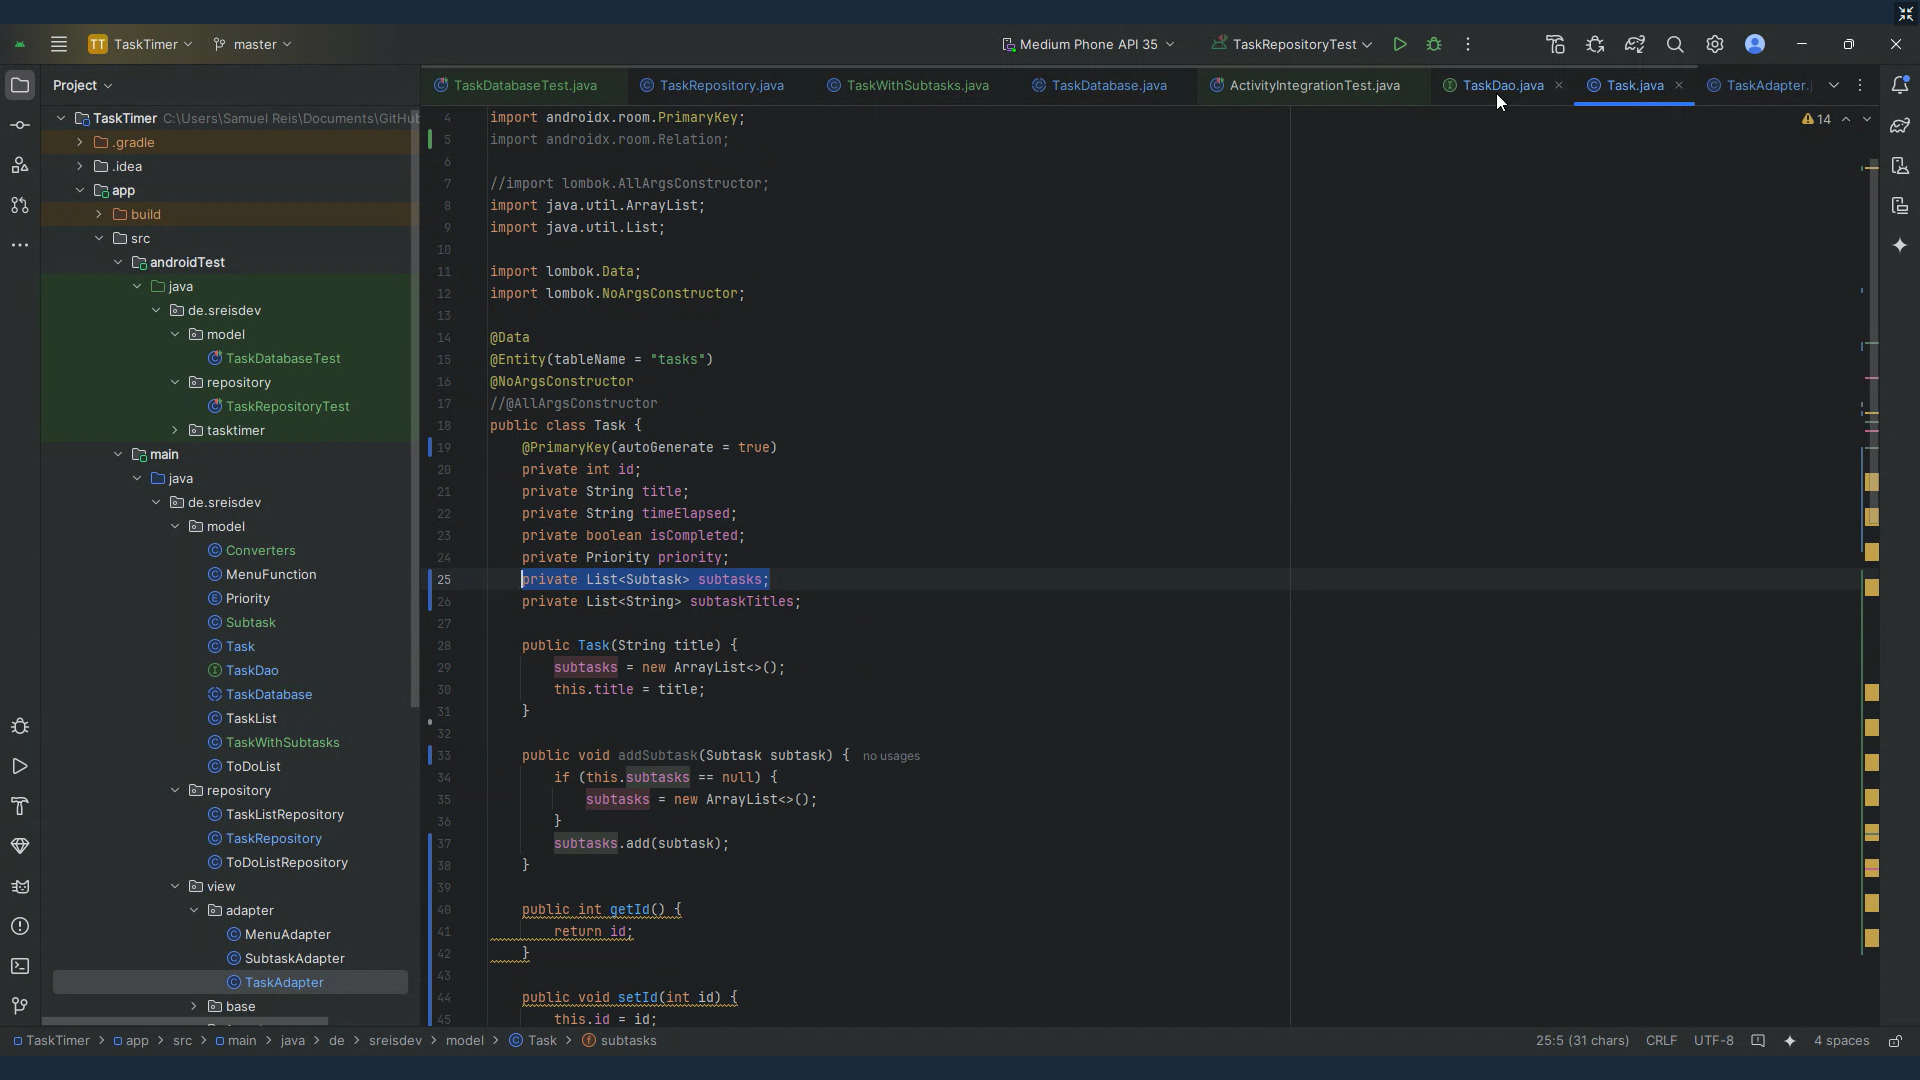 TT TaskTimer master Medium Phone API 35 TaskRepositoryTest
Project
TaskDatabaseTest.java TaskRepository.java TaskWithSubtasks.java TaskDatabase.java ActivityIntegrationTest.java TaskDao.java Task.java TaskAdapter.j
TaskTimer C:\Users\Samuel Reis\Documents\GitHub
.gradle
.idea
app
build
src
androidTest
java
de.sreisdev
model
TaskDatabaseTest
repository
TaskRepositoryTest
tasktimer
main
java
de.sreisdev
model
Converters
MenuFunction
Priority
Subtask
Task
TaskDao
TaskDatabase
TaskList
TaskWithSubtasks
ToDoList
repository
TaskListRepository
TaskRepository
ToDoListRepository
view
adapter
MenuAdapter
SubtaskAdapter
TaskAdapter
base
14
4 import androidx.room.PrimaryKey;
5 import androidx.room.Relation;
6
7 //import lombok.AllArgsConstructor;
8 import java.util.ArrayList;
9 import java.util.List;
10
11 import lombok.Data;
12 import lombok.NoArgsConstructor;
13
14 @Data
15 @Entity(tableName = "tasks")
16 @NoArgsConstructor
17 //@AllArgsConstructor
18 public class Task {
19 @PrimaryKey(autoGenerate = true)
20 private int id;
21 private String title;
22 private String timeElapsed;
23 private boolean isCompleted;
24 private Priority priority;
25 private List<Subtask> subtasks;
26 private List<String> subtaskTitles;
27
28 public Task(String title) {
29 subtasks = new ArrayList<>();
30 this.title = title;
31 }
32
33 public void addSubtask(Subtask subtask) { no usages
34 if (this.subtasks == null) {
35 subtasks = new ArrayList<>();
36 }
37 subtasks.add(subtask);
38 }
39
40 public int getId() {
41 return id;
42 }
43
44 public void setId(int id) {
45 this.id = id;
TaskTimer > app > src > main > java > de > sreisdev > model > Task > subtasks 25:5 (31 chars) CRLF UTF-8 4 spaces